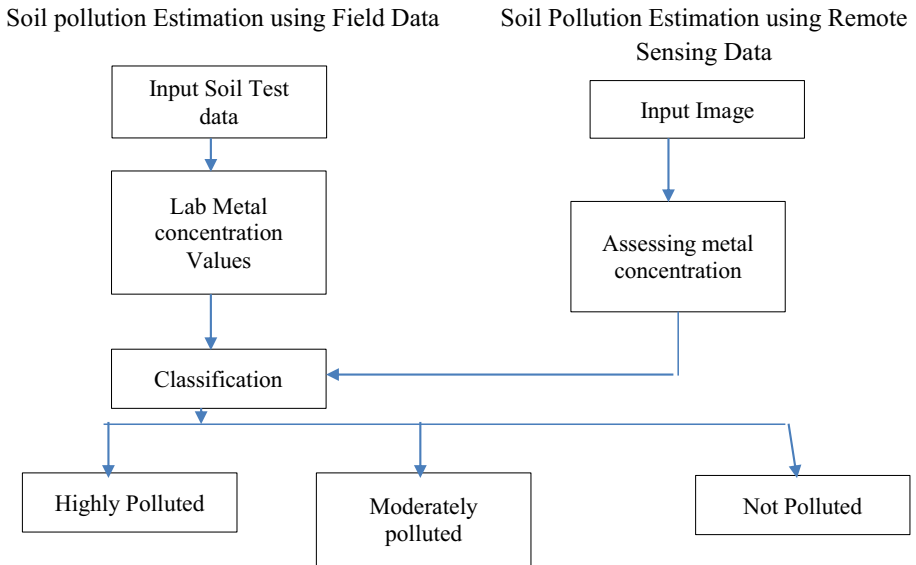 Soil pollution Estimation using Field Data
Soil Pollution Estimation using Remote
Sensing Data
Input Soil Test
data
Input Image
Lab Metal
concentration
Values
Assessing metal
concentration
Classification
Highly Polluted
Moderately
polluted
Not Polluted